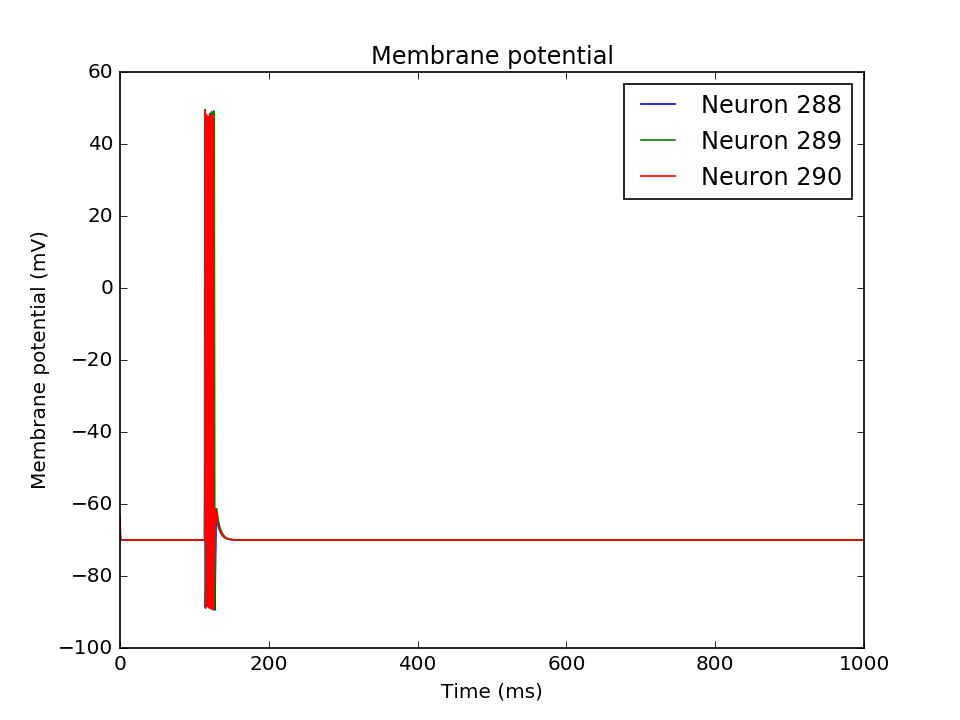 Membrane potential
60
40
20
0
−20
−40
−60
−80
−100
Membrane potential (mV)
Neuron 288
Neuron 289
Neuron 290
0 200 400 600 800 1000
Time (ms)